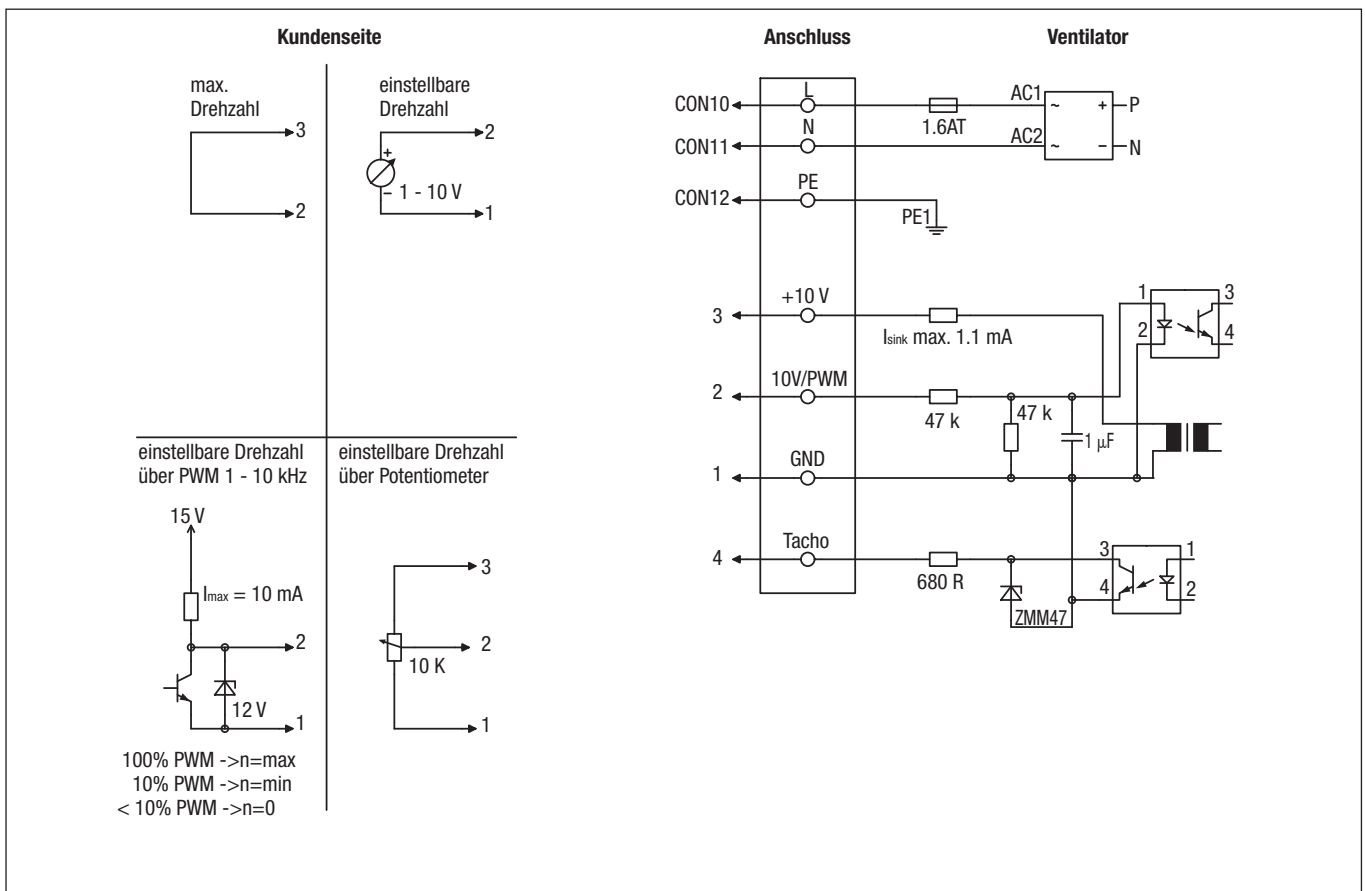 Kundenseite
max.
Drehzahl
3
2
einstellbare
Drehzahl
2
+
– 1 - 10 V
1
einstellbare Drehzahl
über PWM 1 - 10 kHz
15 V
Imax = 10 mA
2
12 V
1
100% PWM ->n=max
10% PWM ->n=min
< 10% PWM ->n=0
einstellbare Drehzahl
über Potentiometer
3
2
10 K
1
Anschluss
Ventilator
CON10
L
1.6AT
AC1
~
+
P
CON11
N
AC2
~
–
N
CON12
PE
PE1
3
+10 V
Isink max. 1.1 mA
1
2
3
4
2
10V/PWM
47 k
47 k
1 µF
1
GND
4
Tacho
680 R
ZMM47
3
4
1
2